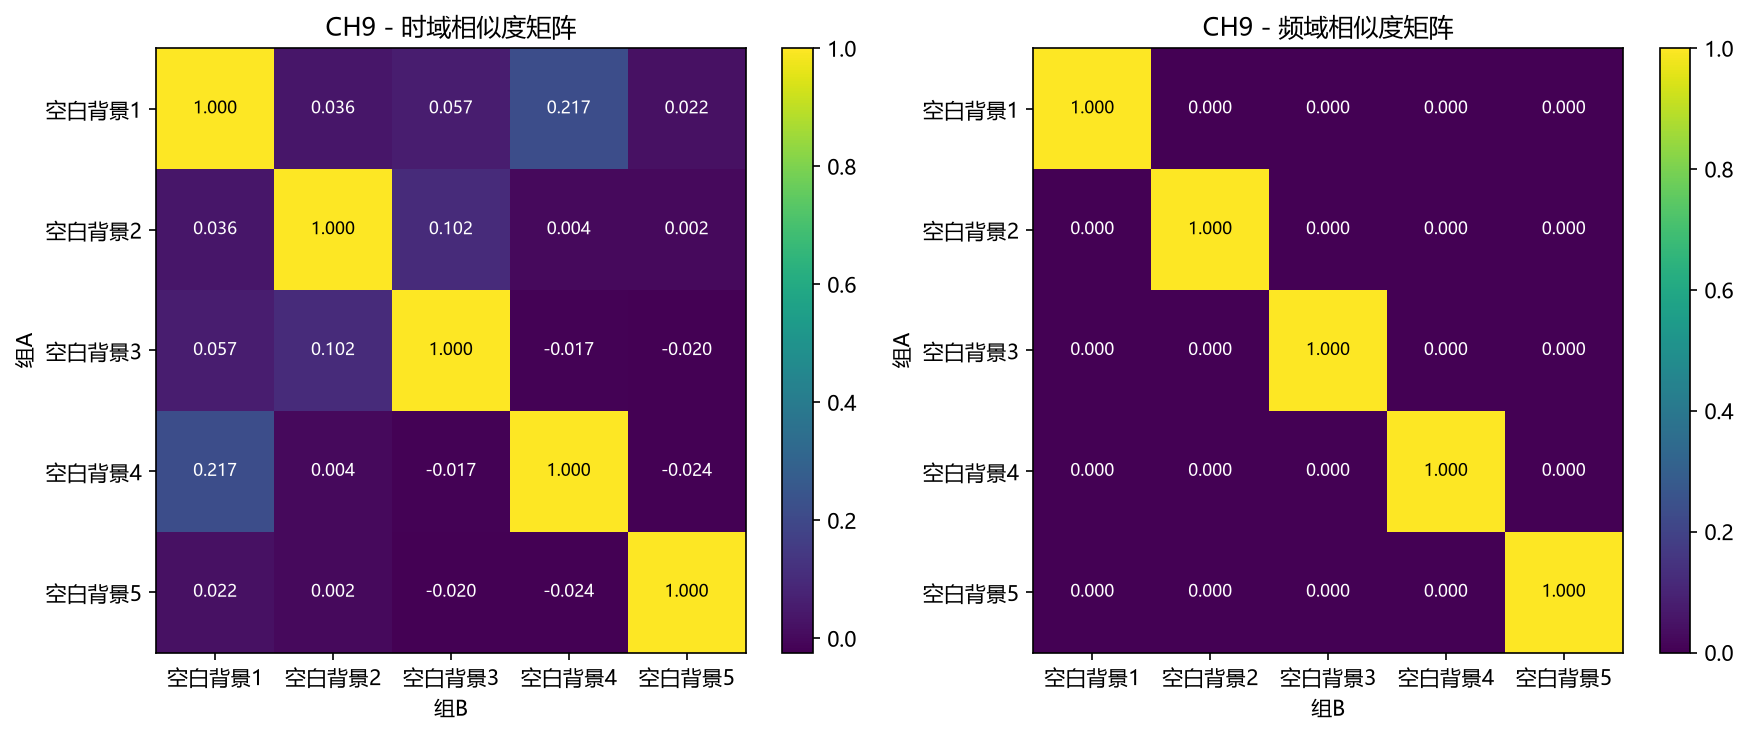 CH9 - 时域相似度矩阵
空白背景1 1.000 0.036 0.057 0.217 0.022
空白背景2 0.036 1.000 0.102 0.004 0.002
空白背景3 0.057 0.102 1.000 -0.017 -0.020
空白背景4 0.217 0.004 -0.017 1.000 -0.024
空白背景5 0.022 0.002 -0.020 -0.024 1.000
空白背景1 空白背景2 空白背景3 空白背景4 空白背景5
组A
组B
1.0
0.8
0.6
0.4
0.2
0.0
CH9 - 频域相似度矩阵
空白背景1 1.000 0.000 0.000 0.000 0.000
空白背景2 0.000 1.000 0.000 0.000 0.000
空白背景3 0.000 0.000 1.000 0.000 0.000
空白背景4 0.000 0.000 0.000 1.000 0.000
空白背景5 0.000 0.000 0.000 0.000 1.000
空白背景1 空白背景2 空白背景3 空白背景4 空白背景5
组A
组B
1.0
0.8
0.6
0.4
0.2
0.0